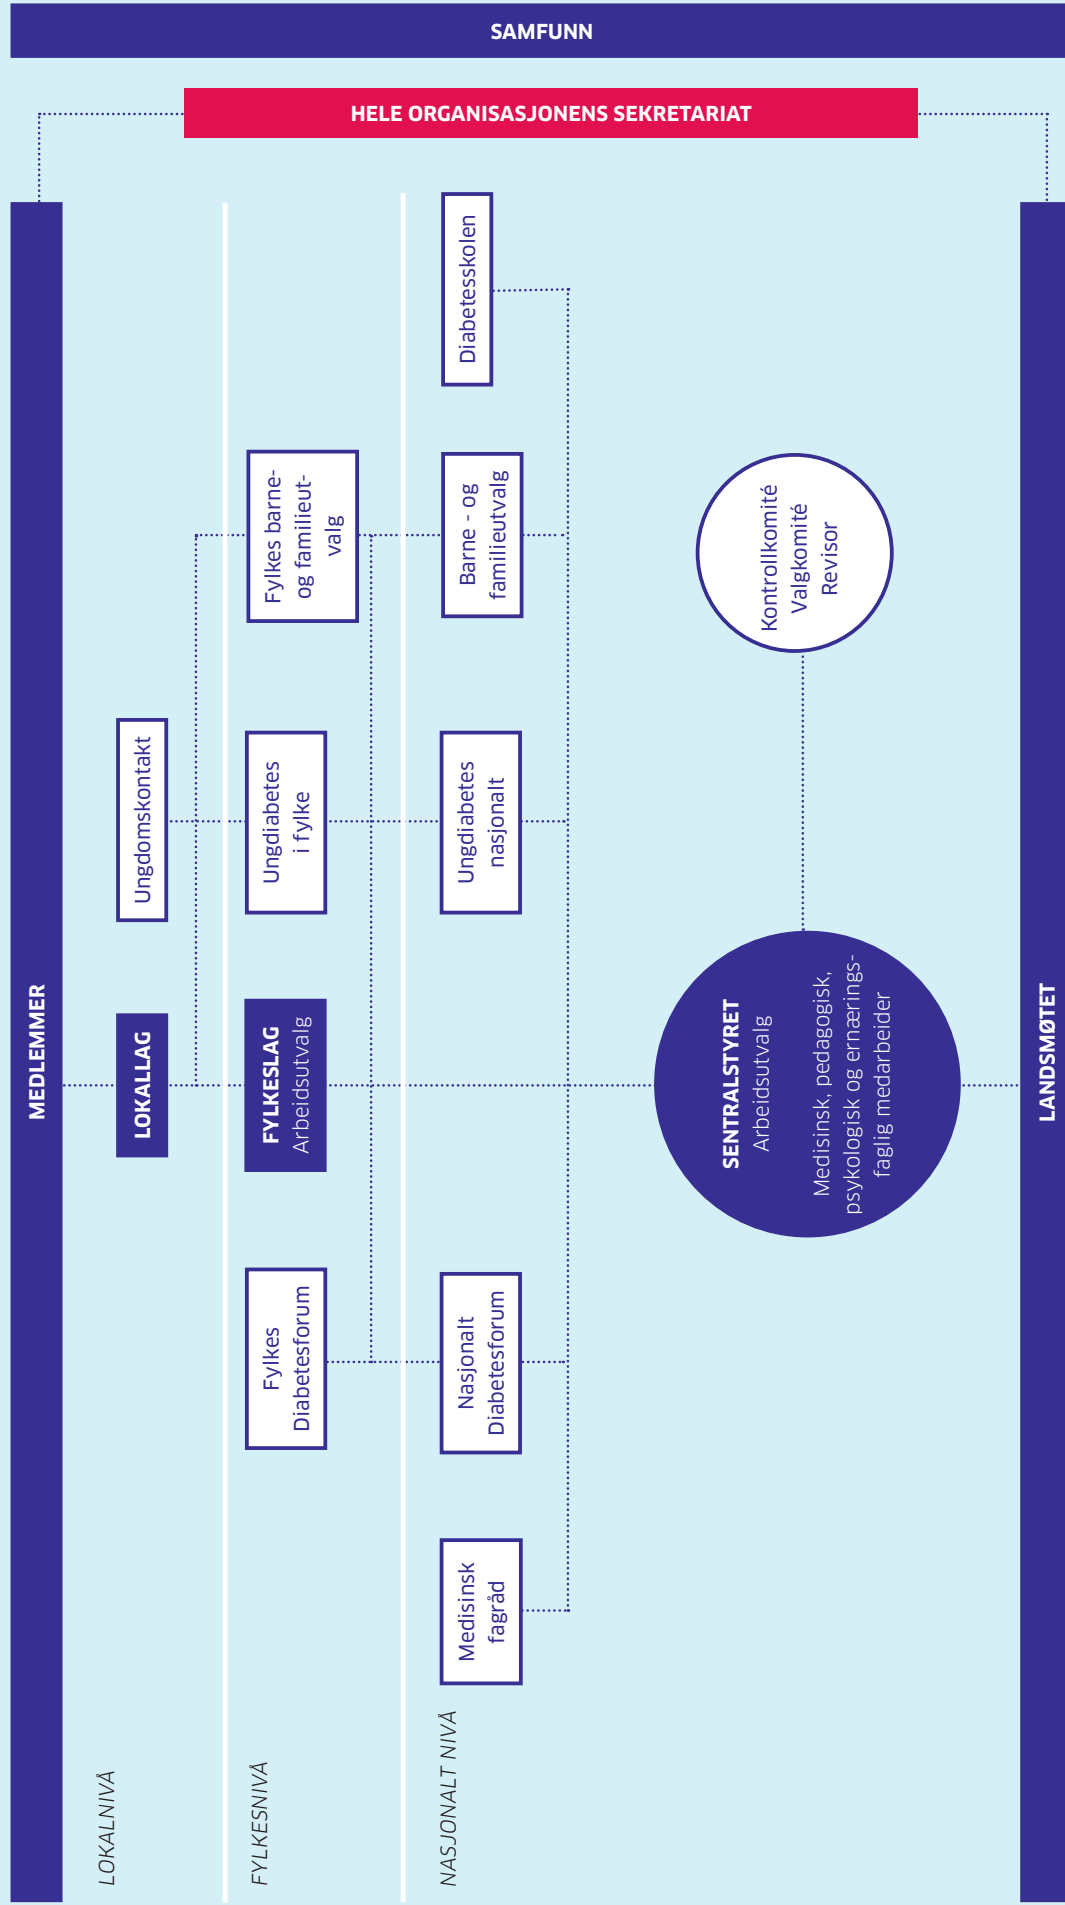 SAMFUNN
HELE ORGANISASJONENS SEKRETARIAT
MEDLEMMER
LOKALNIVÅ
LOKALLAG
Ungdomskontakt
FYLKESNIVÅ
Fylkes
Diabetesforum
FYLKESLAG
Arbeidsutvalg
Ungdiabetes
i fylke
Fylkes barne-
og familieut-
valg
NASJONALT NIVÅ
Medisinsk
fagråd
Nasjonalt
Diabetesforum
Ungdiabetes
nasjonalt
Barne - og
familieutvalg
Diabetesskolen
SENTRALSTYRET
Arbeidsutvalg
Medisinsk, pedagogisk,
psykologisk og ernærings-
faglig medarbeider
Kontrollkomité
Valgkomité
Revisor
LANDSMØTET